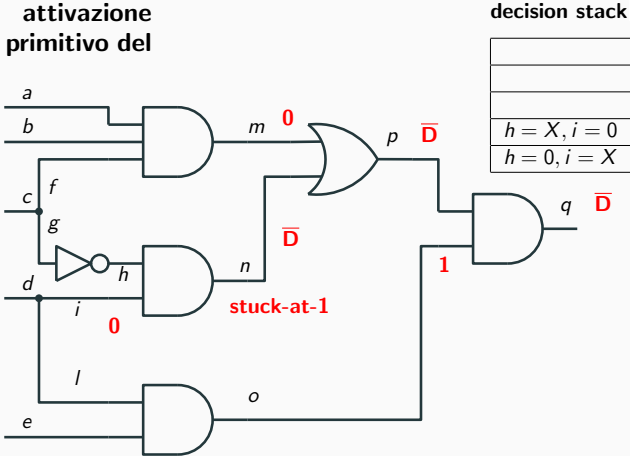 attivazione
primitivo del
decision stack
h = X, i = 0
h = 0, i = X
a
b
c
f
g
h
d
i
0
l
e
m
0
n
D̅
stuck-at-1
o
p
D̅
1
q
D̅